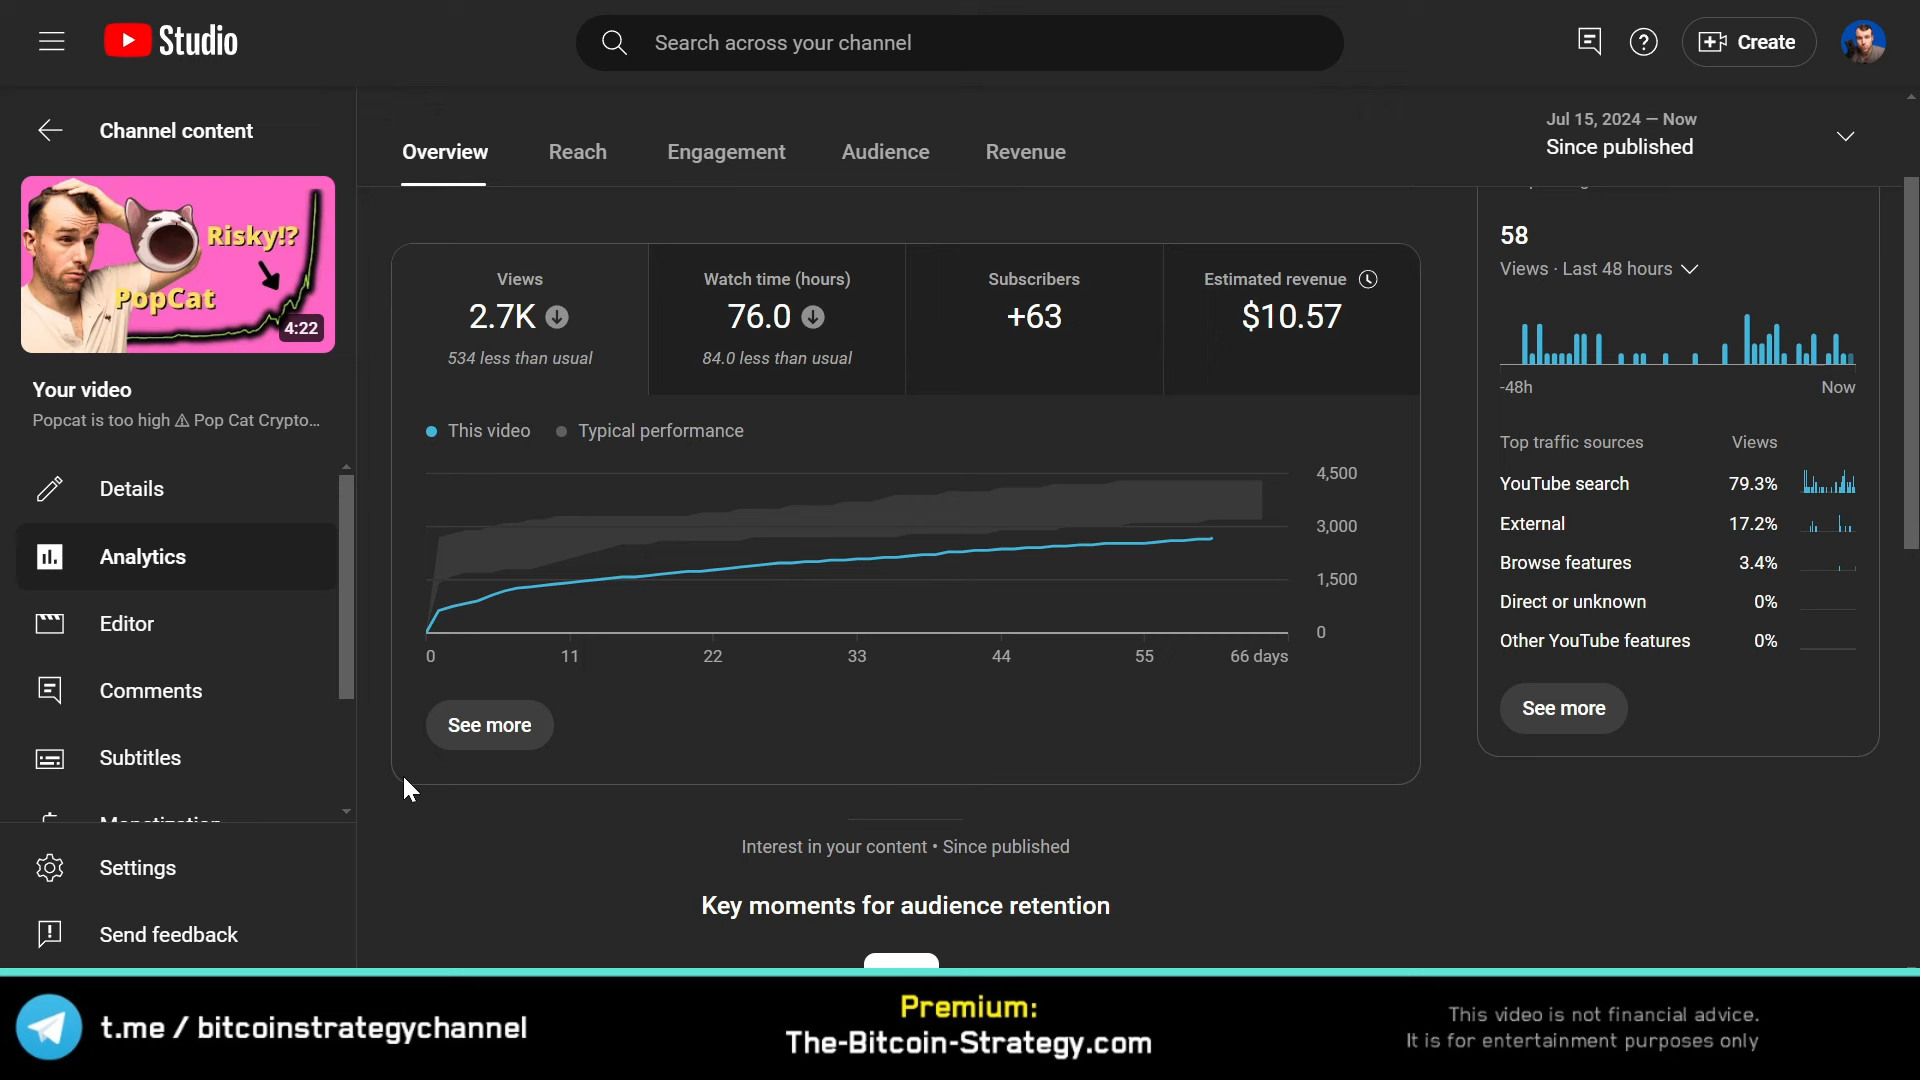 Studio
Search across your channel
Create
Channel content
Risky!?
PopCat
4:22
Your video
Popcat is too high ⚠ Pop Cat Crypto...
Details
Analytics
Editor
Comments
Subtitles
Monetization
Settings
Send feedback
Overview
Reach
Engagement
Audience
Revenue
Jul 15, 2024 – Now
Since published
Views
2.7K
534 less than usual
Watch time (hours)
76.0
84.0 less than usual
Subscribers
+63
Estimated revenue
$10.57
This video
Typical performance
4,500
3,000
1,500
0
0
11
22
33
44
55
66 days
See more
Interest in your content • Since published
Key moments for audience retention
58
Views · Last 48 hours
-48h
Now
Top traffic sources
Views
YouTube search 79.3%
External 17.2%
Browse features 3.4%
Direct or unknown 0%
Other YouTube features 0%
See more
t.me / bitcoinstrategychannel
Premium:
The-Bitcoin-Strategy.com
This video is not financial advice.
It is for entertainment purposes only